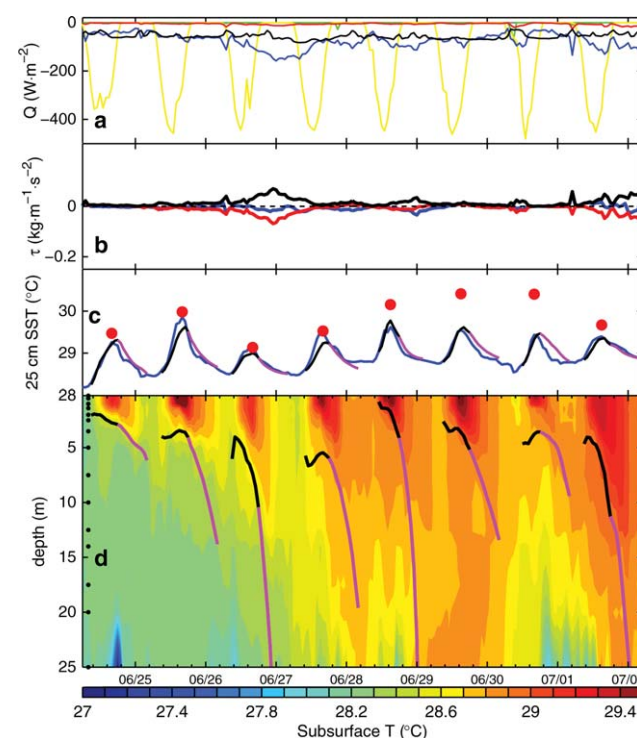 0
−200
−400
Q (W·m−2)
a
0
−0.2
τ (kg·m−1·s−2)
b
30
29
28
25 cm SST (°C)
c
5
10
15
20
25
depth (m)
d
06/25 06/26 06/27 06/28 06/29 06/30 07/01 07/0
27 27.4 27.8 28.2 28.6 29 29.4
Subsurface T (°C)